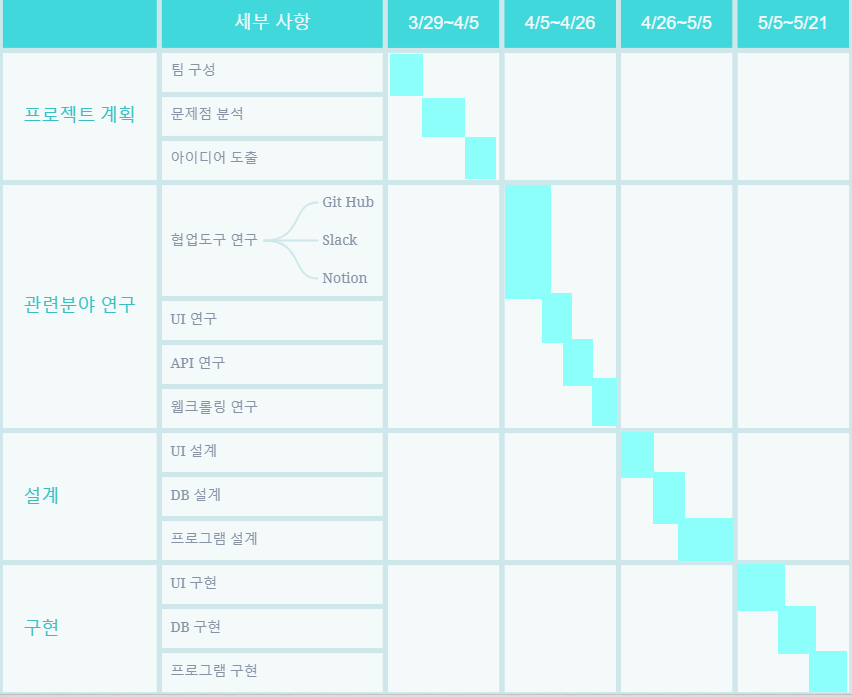 세부 사항 3/29~4/5 4/5~4/26 4/26~5/5 5/5~5/21
프로젝트 계획
팀 구성
문제점 분석
아이디어 도출
관련분야 연구
협업도구 연구
Git Hub
Slack
Notion
UI 연구
API 연구
웹크롤링 연구
설계
UI 설계
DB 설계
프로그램 설계
구현
UI 구현
DB 구현
프로그램 구현